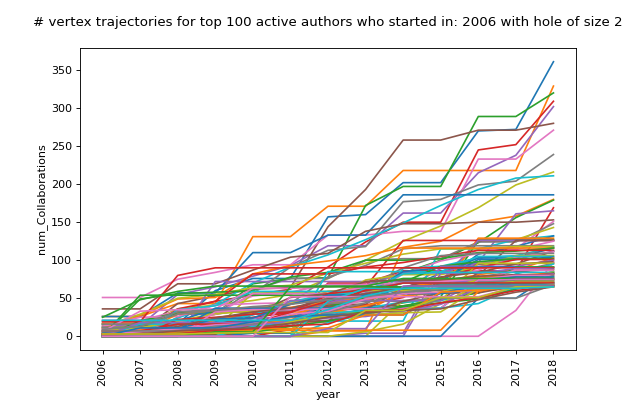 # vertex trajectories for top 100 active authors who started in: 2006 with hole of size 2
350
300
250
200
150
100
50
0
num_Collaborations
2006 2007 2008 2009 2010 2011 2012 2013 2014 2015 2016 2017 2018
year